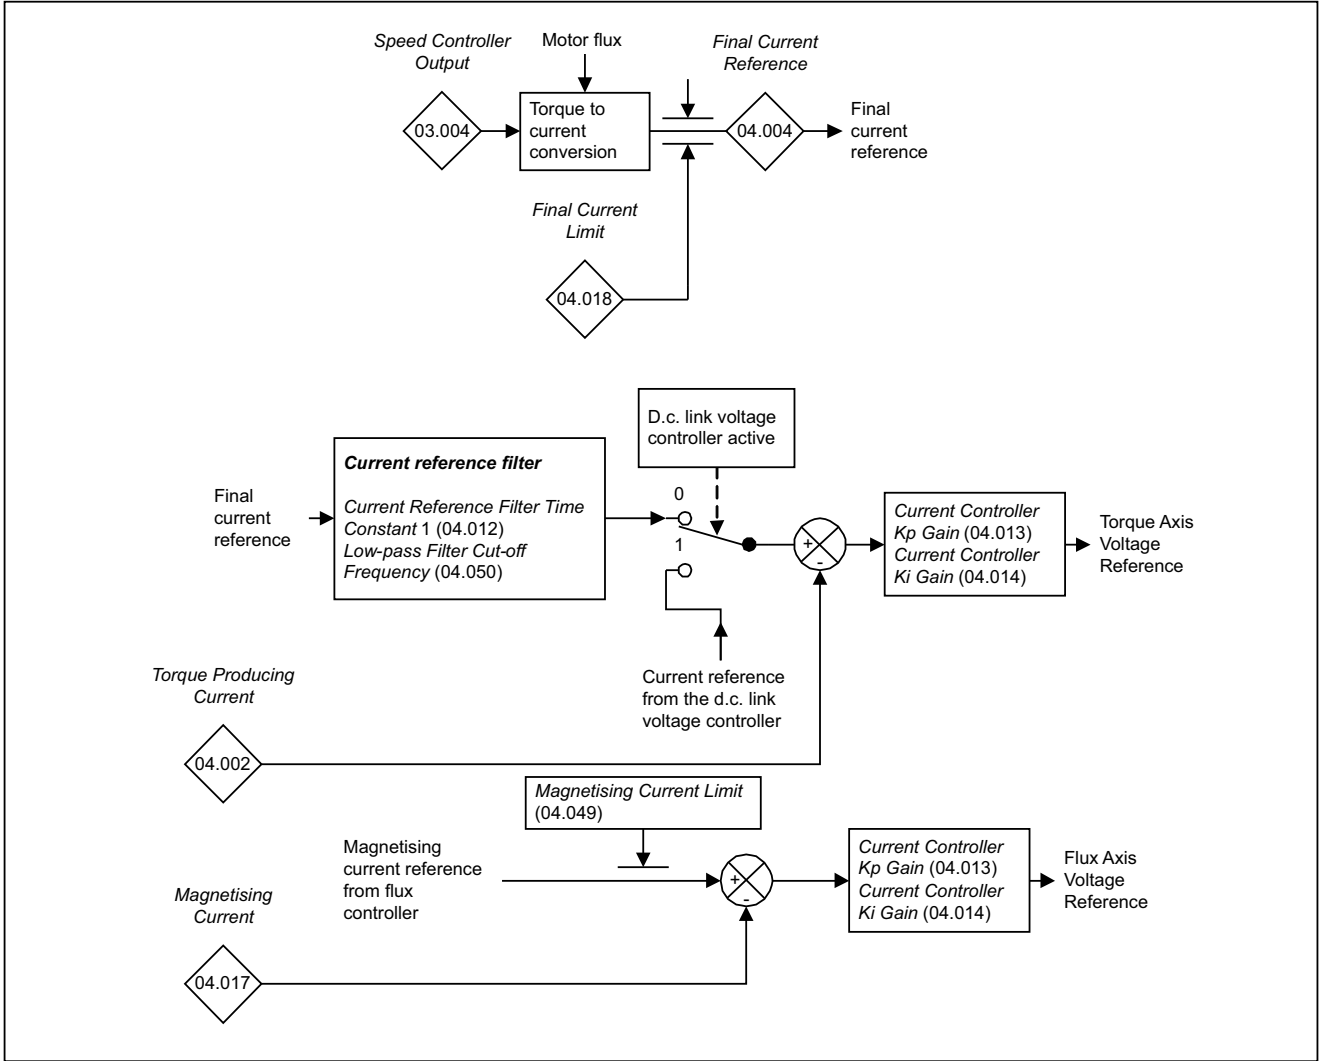 Speed Controller
Output
Motor flux
Final Current
Reference
03.004
Torque to
current
conversion
04.004
Final
current
reference
Final Current
Limit
04.018
D.c. link voltage
controller active
Current reference filter
Current Reference Filter Time
Constant 1 (04.012)
Low-pass Filter Cut-off
Frequency (04.050)
Final
current
reference
0
1
+
-
Current Controller
Kp Gain (04.013)
Current Controller
Ki Gain (04.014)
Torque Axis
Voltage
Reference
Current reference
from the d.c. link
voltage controller
Torque Producing
Current
04.002
Magnetising Current Limit
(04.049)
Magnetising
current reference
from flux
controller
+
-
Current Controller
Kp Gain (04.013)
Current Controller
Ki Gain (04.014)
Flux Axis
Voltage
Reference
Magnetising
Current
04.017